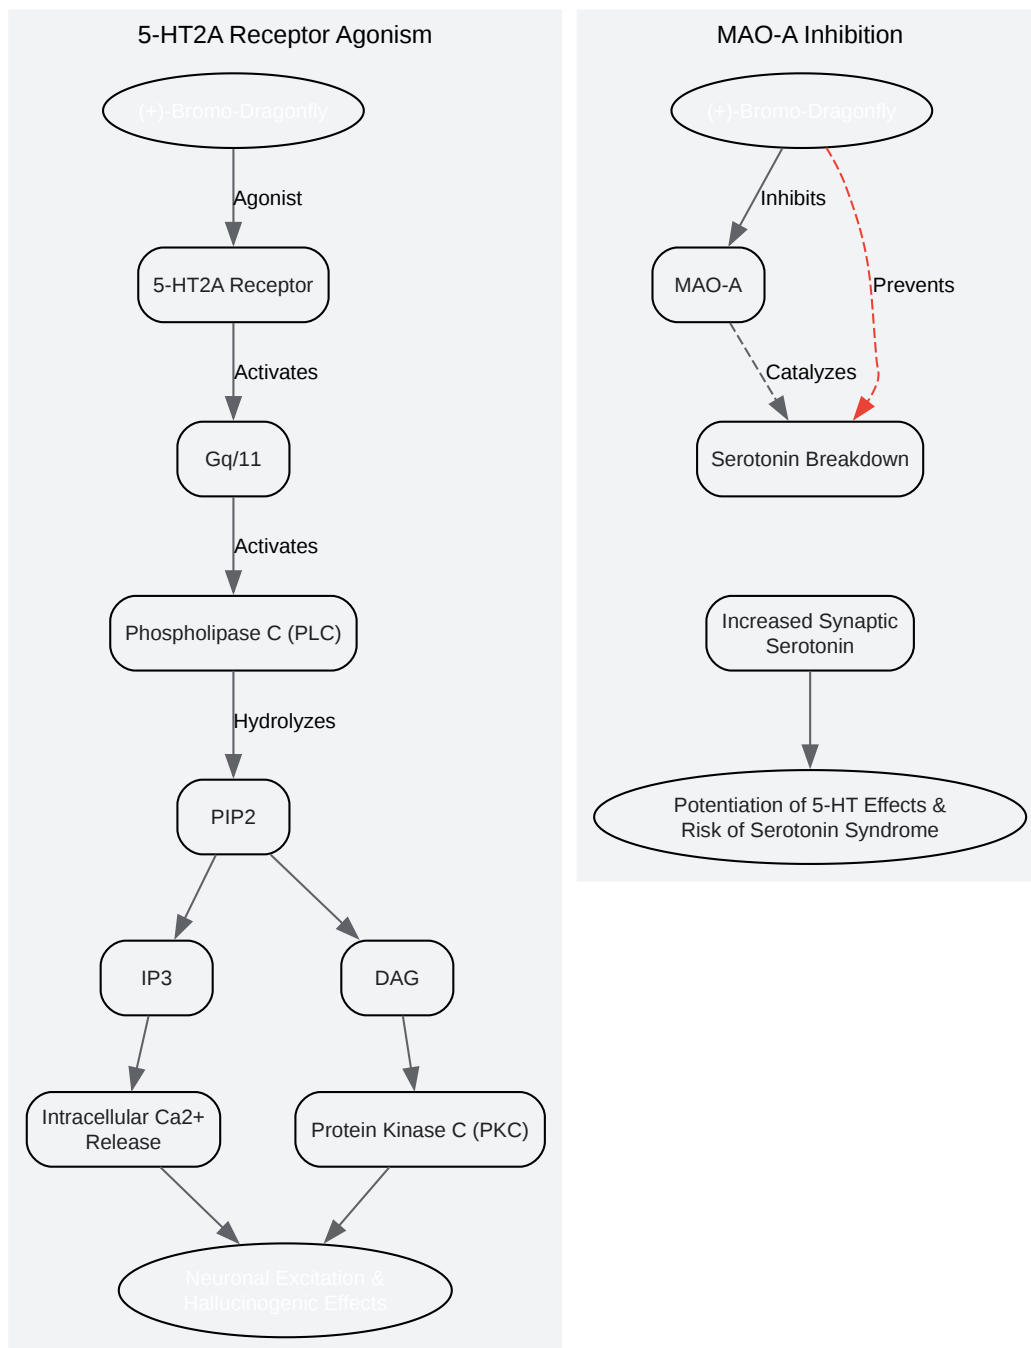 5-HT2A Receptor Agonism
(+)-Bromo-Dragonfly
Agonist
5-HT2A Receptor
Activates
Gq/11
Activates
Phospholipase C (PLC)
Hydrolyzes
PIP2
IP3
DAG
Intracellular Ca2+
Release
Protein Kinase C (PKC)
Neuronal Excitation &
Hallucinogenic Effects
MAO-A Inhibition
(+)-Bromo-Dragonfly
Inhibits
MAO-A
Prevents
Catalyzes
Serotonin Breakdown
Increased Synaptic
Serotonin
Potentiation of 5-HT Effects &
Risk of Serotonin Syndrome